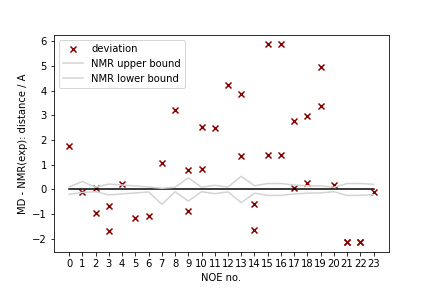 6
5
4
3
2
1
0
−1
−2
MD - NMR(exp): distance / A
deviation
NMR upper bound
NMR lower bound
0 1 2 3 4 5 6 7 8 9 10 11 12 13 14 15 16 17 18 19 20 21 22 23
NOE no.